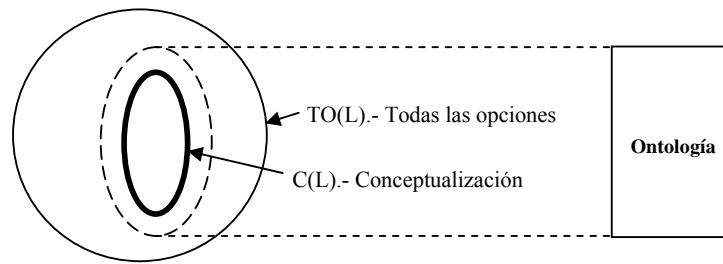 TO(L).- Todas las opciones
Ontología
C(L).- Conceptualización